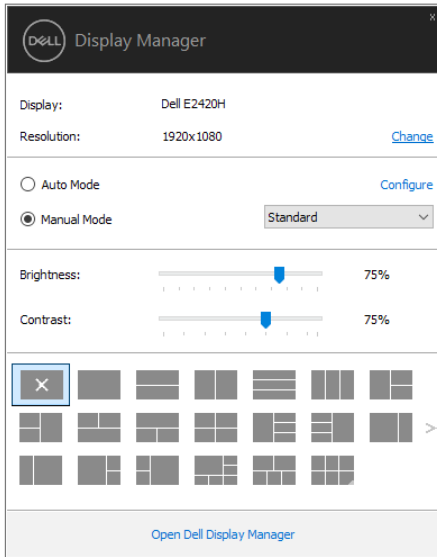 DELL Display Manager
Display: Dell E2420H
Resolution: 1920x1080 Change
Auto Mode Configure
Manual Mode Standard
Brightness: 75%
Contrast: 75%
Open Dell Display Manager